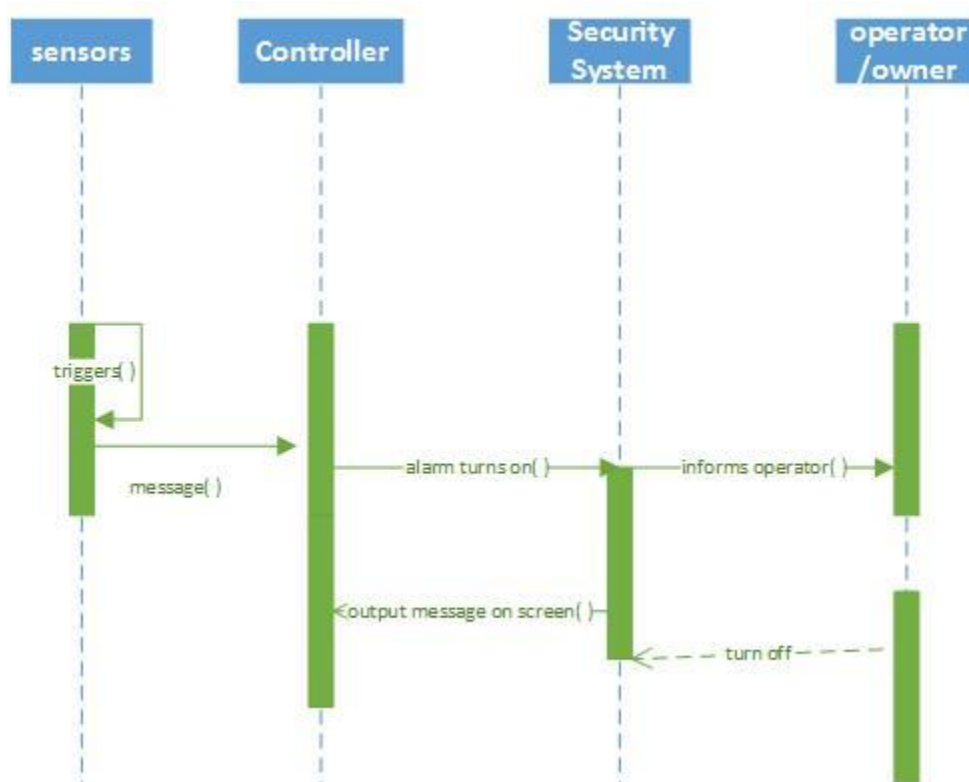 sensors
Controller
Security
System
operator
/owner
triggers( )
message( )
alarm turns on( )
informs operator( )
output message on screen( )
turn off